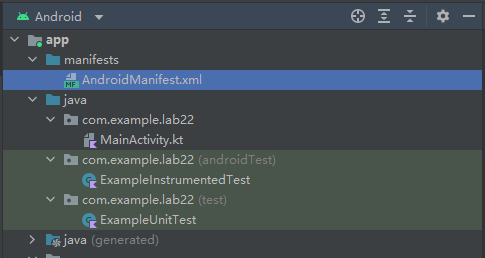 Android
app
manifests
AndroidManifest.xml
java
com.example.lab22
MainActivity.kt
com.example.lab22 (androidTest)
ExampleInstrumentedTest
com.example.lab22 (test)
ExampleUnitTest
java (generated)